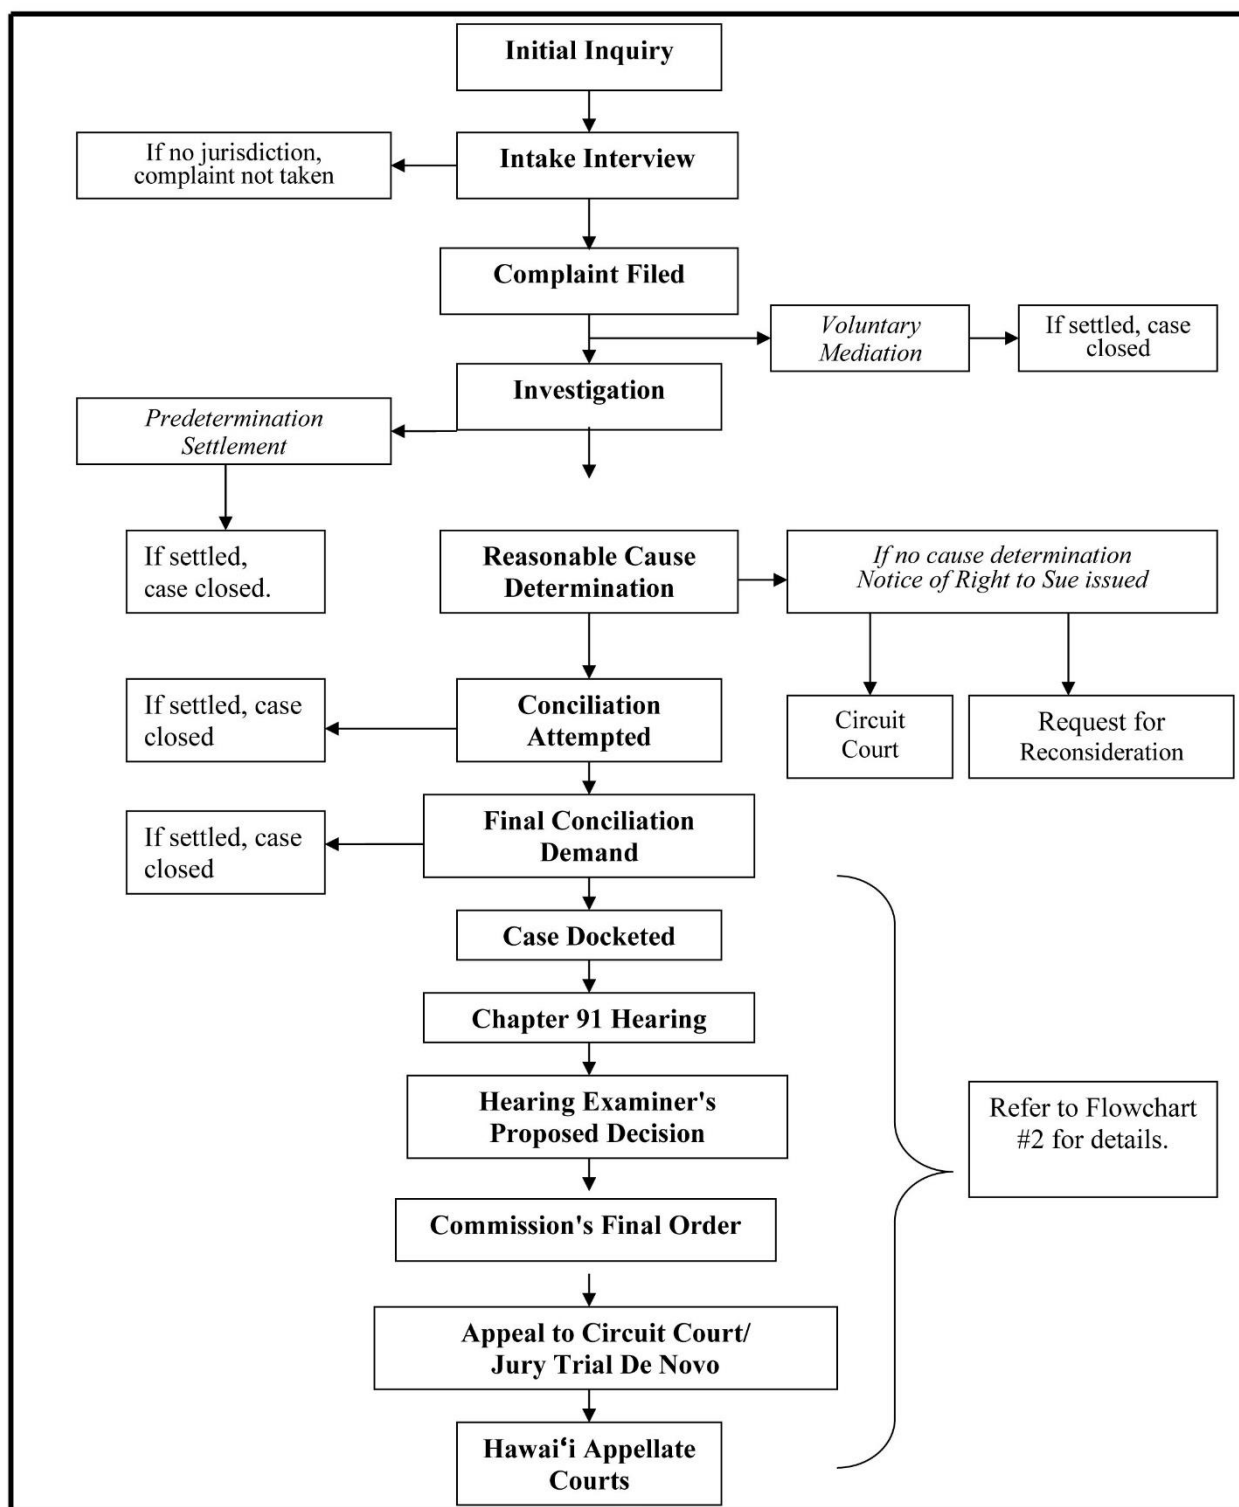 Initial Inquiry
If no jurisdiction,
complaint not taken
Intake Interview
Complaint Filed
Voluntary
Mediation
If settled, case
closed
Investigation
Predetermination
Settlement
If settled,
case closed.
Reasonable Cause
Determination
If no cause determination
Notice of Right to Sue issued
If settled, case
closed
Conciliation
Attempted
Circuit
Court
Request for
Reconsideration
If settled, case
closed
Final Conciliation
Demand
Case Docketed
Chapter 91 Hearing
Hearing Examiner's
Proposed Decision
Refer to Flowchart
#2 for details.
Commission's Final Order
Appeal to Circuit Court/
Jury Trial De Novo
Hawaiʻi Appellate
Courts